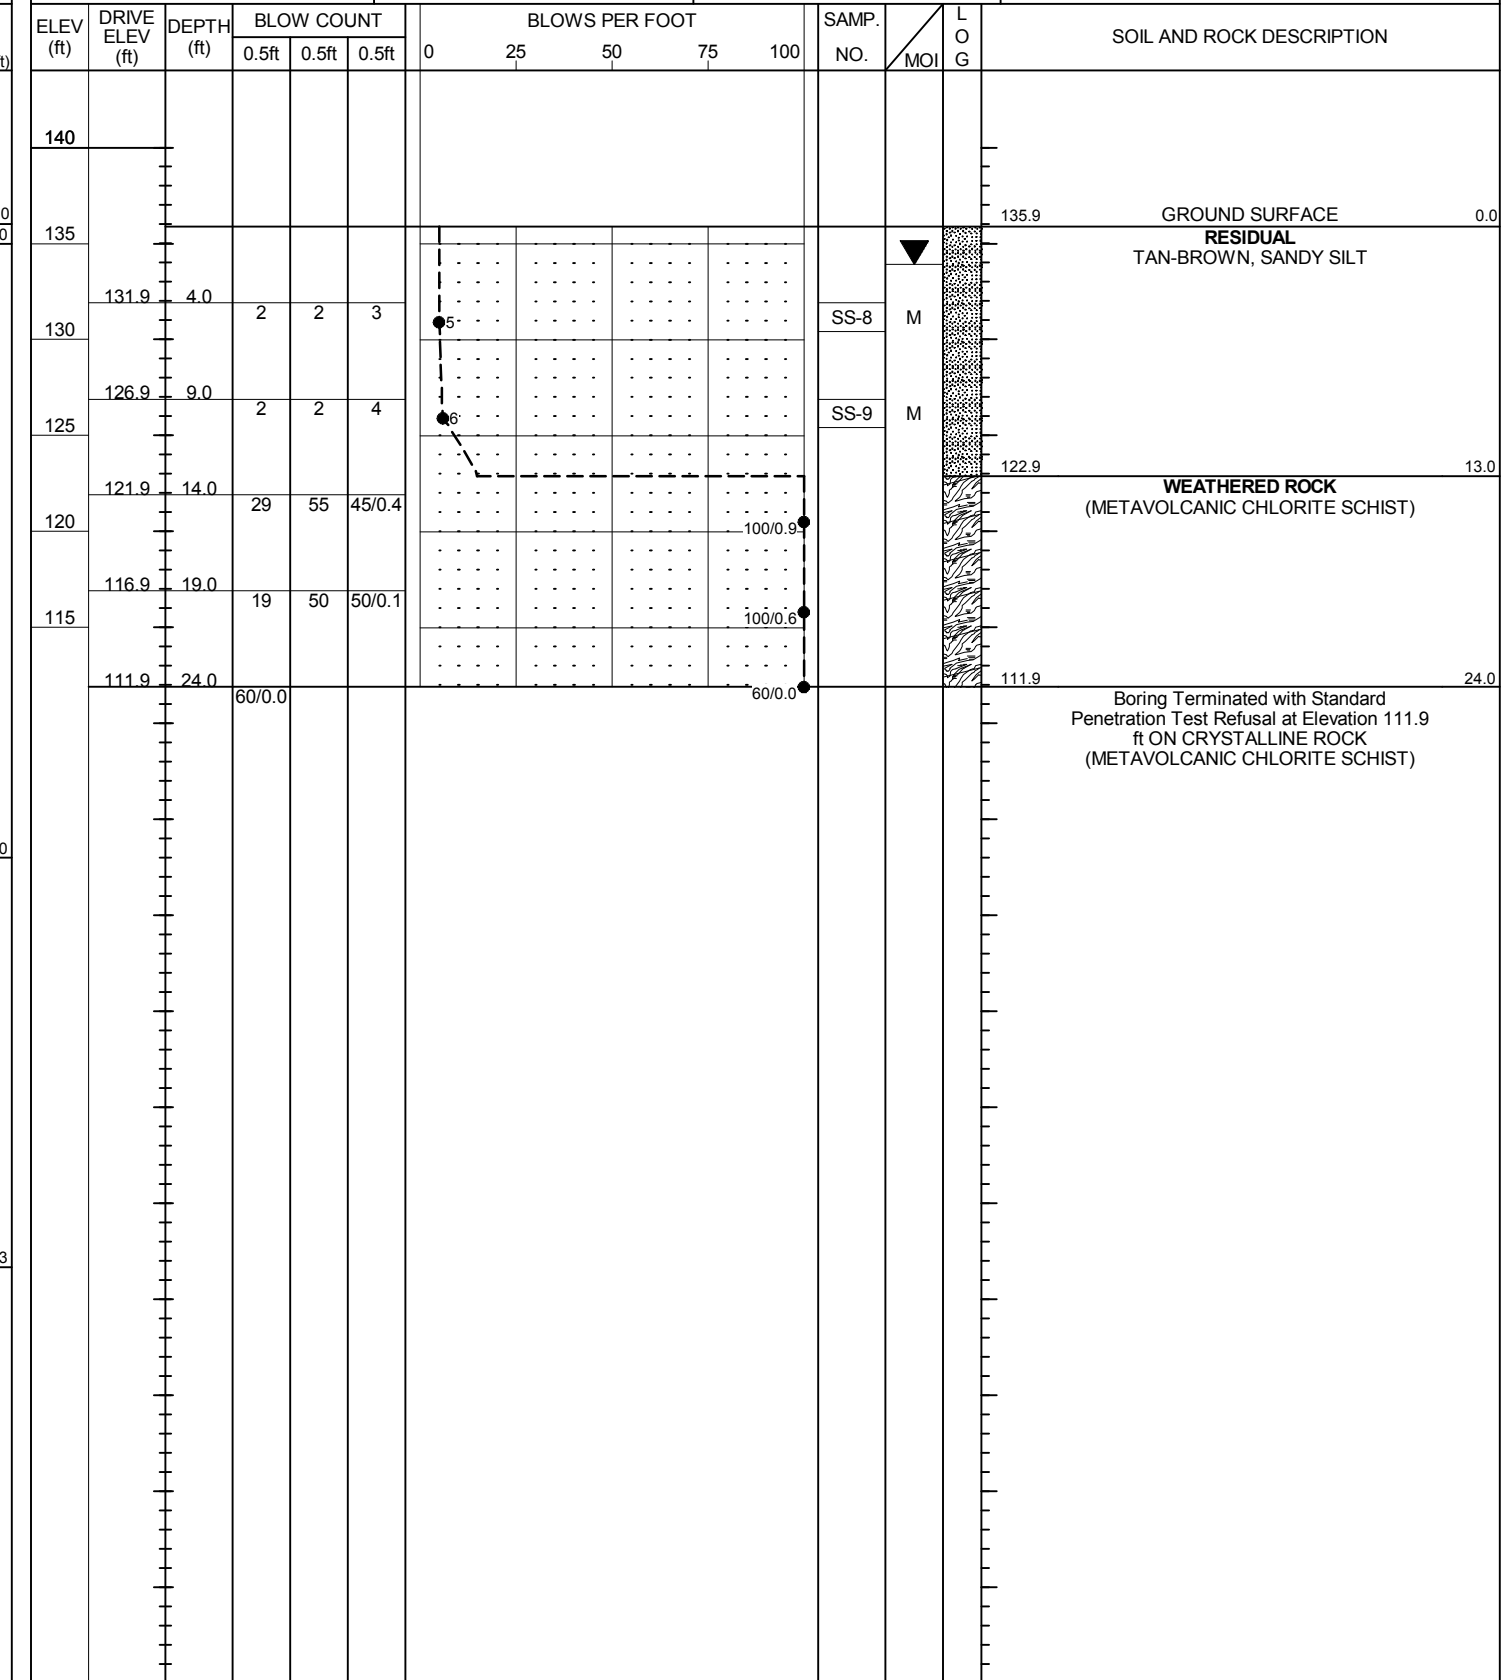 ELEV
(ft)
DRIVE
ELEV
(ft)
DEPTH
(ft)
BLOW COUNT
0.5ft 0.5ft 0.5ft
BLOWS PER FOOT
0 25 50 75 100
SAMP.
NO.
MOI
L
O
G
SOIL AND ROCK DESCRIPTION
t)
140
0
135.9 GROUND SURFACE 0.0
0
135
RESIDUAL
TAN-BROWN, SANDY SILT
131.9 4.0
2 2 3
5
SS-8 M
130
126.9 9.0
2 2 4
6
SS-9 M
125
122.9 13.0
WEATHERED ROCK
(METAVOLCANIC CHLORITE SCHIST)
121.9 14.0
29 55 45/0.4
120
100/0.9
116.9 19.0
19 50 50/0.1
115
100/0.6
111.9 24.0
111.9 24.0
60/0.0
60/0.0
Boring Terminated with Standard
Penetration Test Refusal at Elevation 111.9
ft ON CRYSTALLINE ROCK
(METAVOLCANIC CHLORITE SCHIST)
0
3